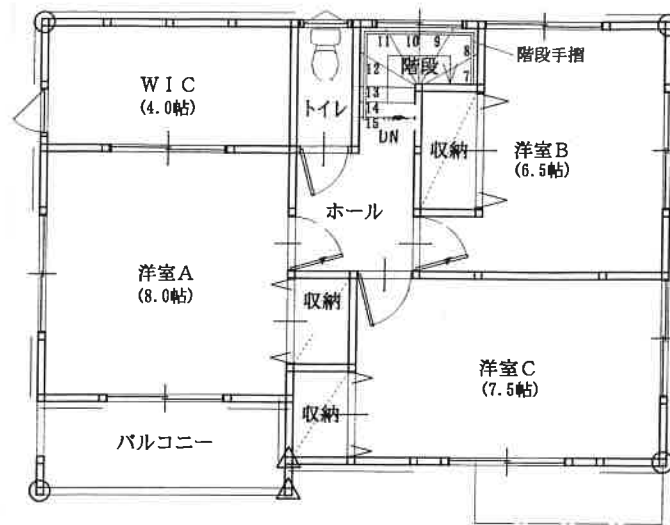 11 10 9
8
7
階段手摺
12
階段
13
14
15
DN
WIC
(4.0帖)
トイレ
収納
洋室B
(6.5帖)
ホール
洋室A
(8.0帖)
収納
洋室C
(7.5帖)
収納
バルコニー